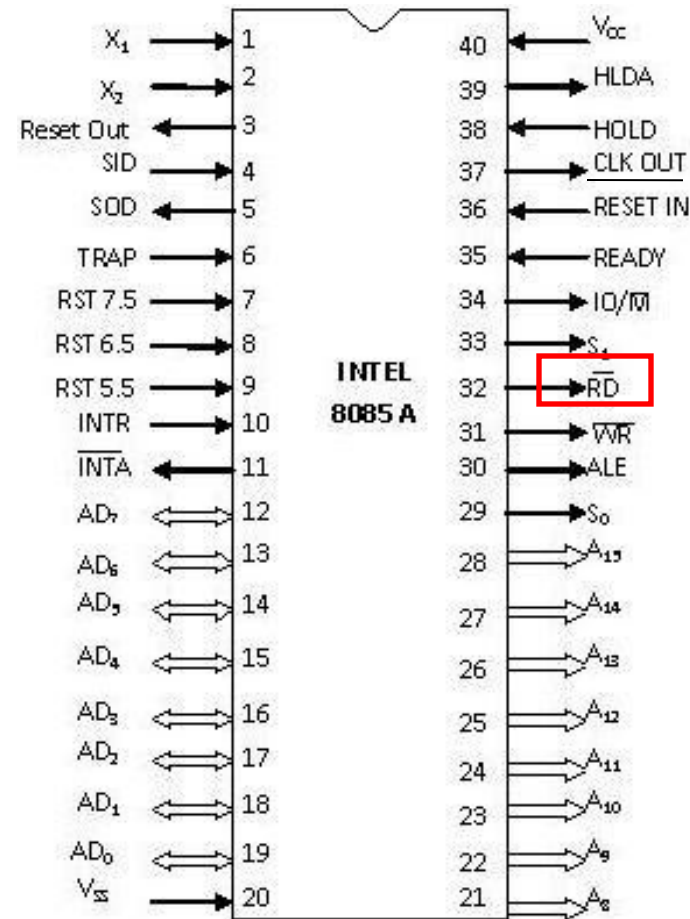 X₁ 1 40 Vcc
X₂ 2 39 HLDA
Reset Out 3 38 HOLD
SID 4 37 CLK OUT
SOD 5 36 RESET IN
TRAP 6 35 READY
RST 7.5 7 34 IO/M̅
RST 6.5 8 33 S₁
RST 5.5 9 INTEL 32 R̅D̅
INTR 10 8085 A 31 W̅R̅
I̅N̅T̅A̅ 11 30 ALE
AD₇ 12 29 S₀
AD₆ 13 28 A₁₅
AD₅ 14 27 A₁₄
AD₄ 15 26 A₁₃
AD₃ 16 25 A₁₂
AD₂ 17 24 A₁₁
AD₁ 18 23 A₁₀
AD₀ 19 22 A₉
Vss 20 21 A₈